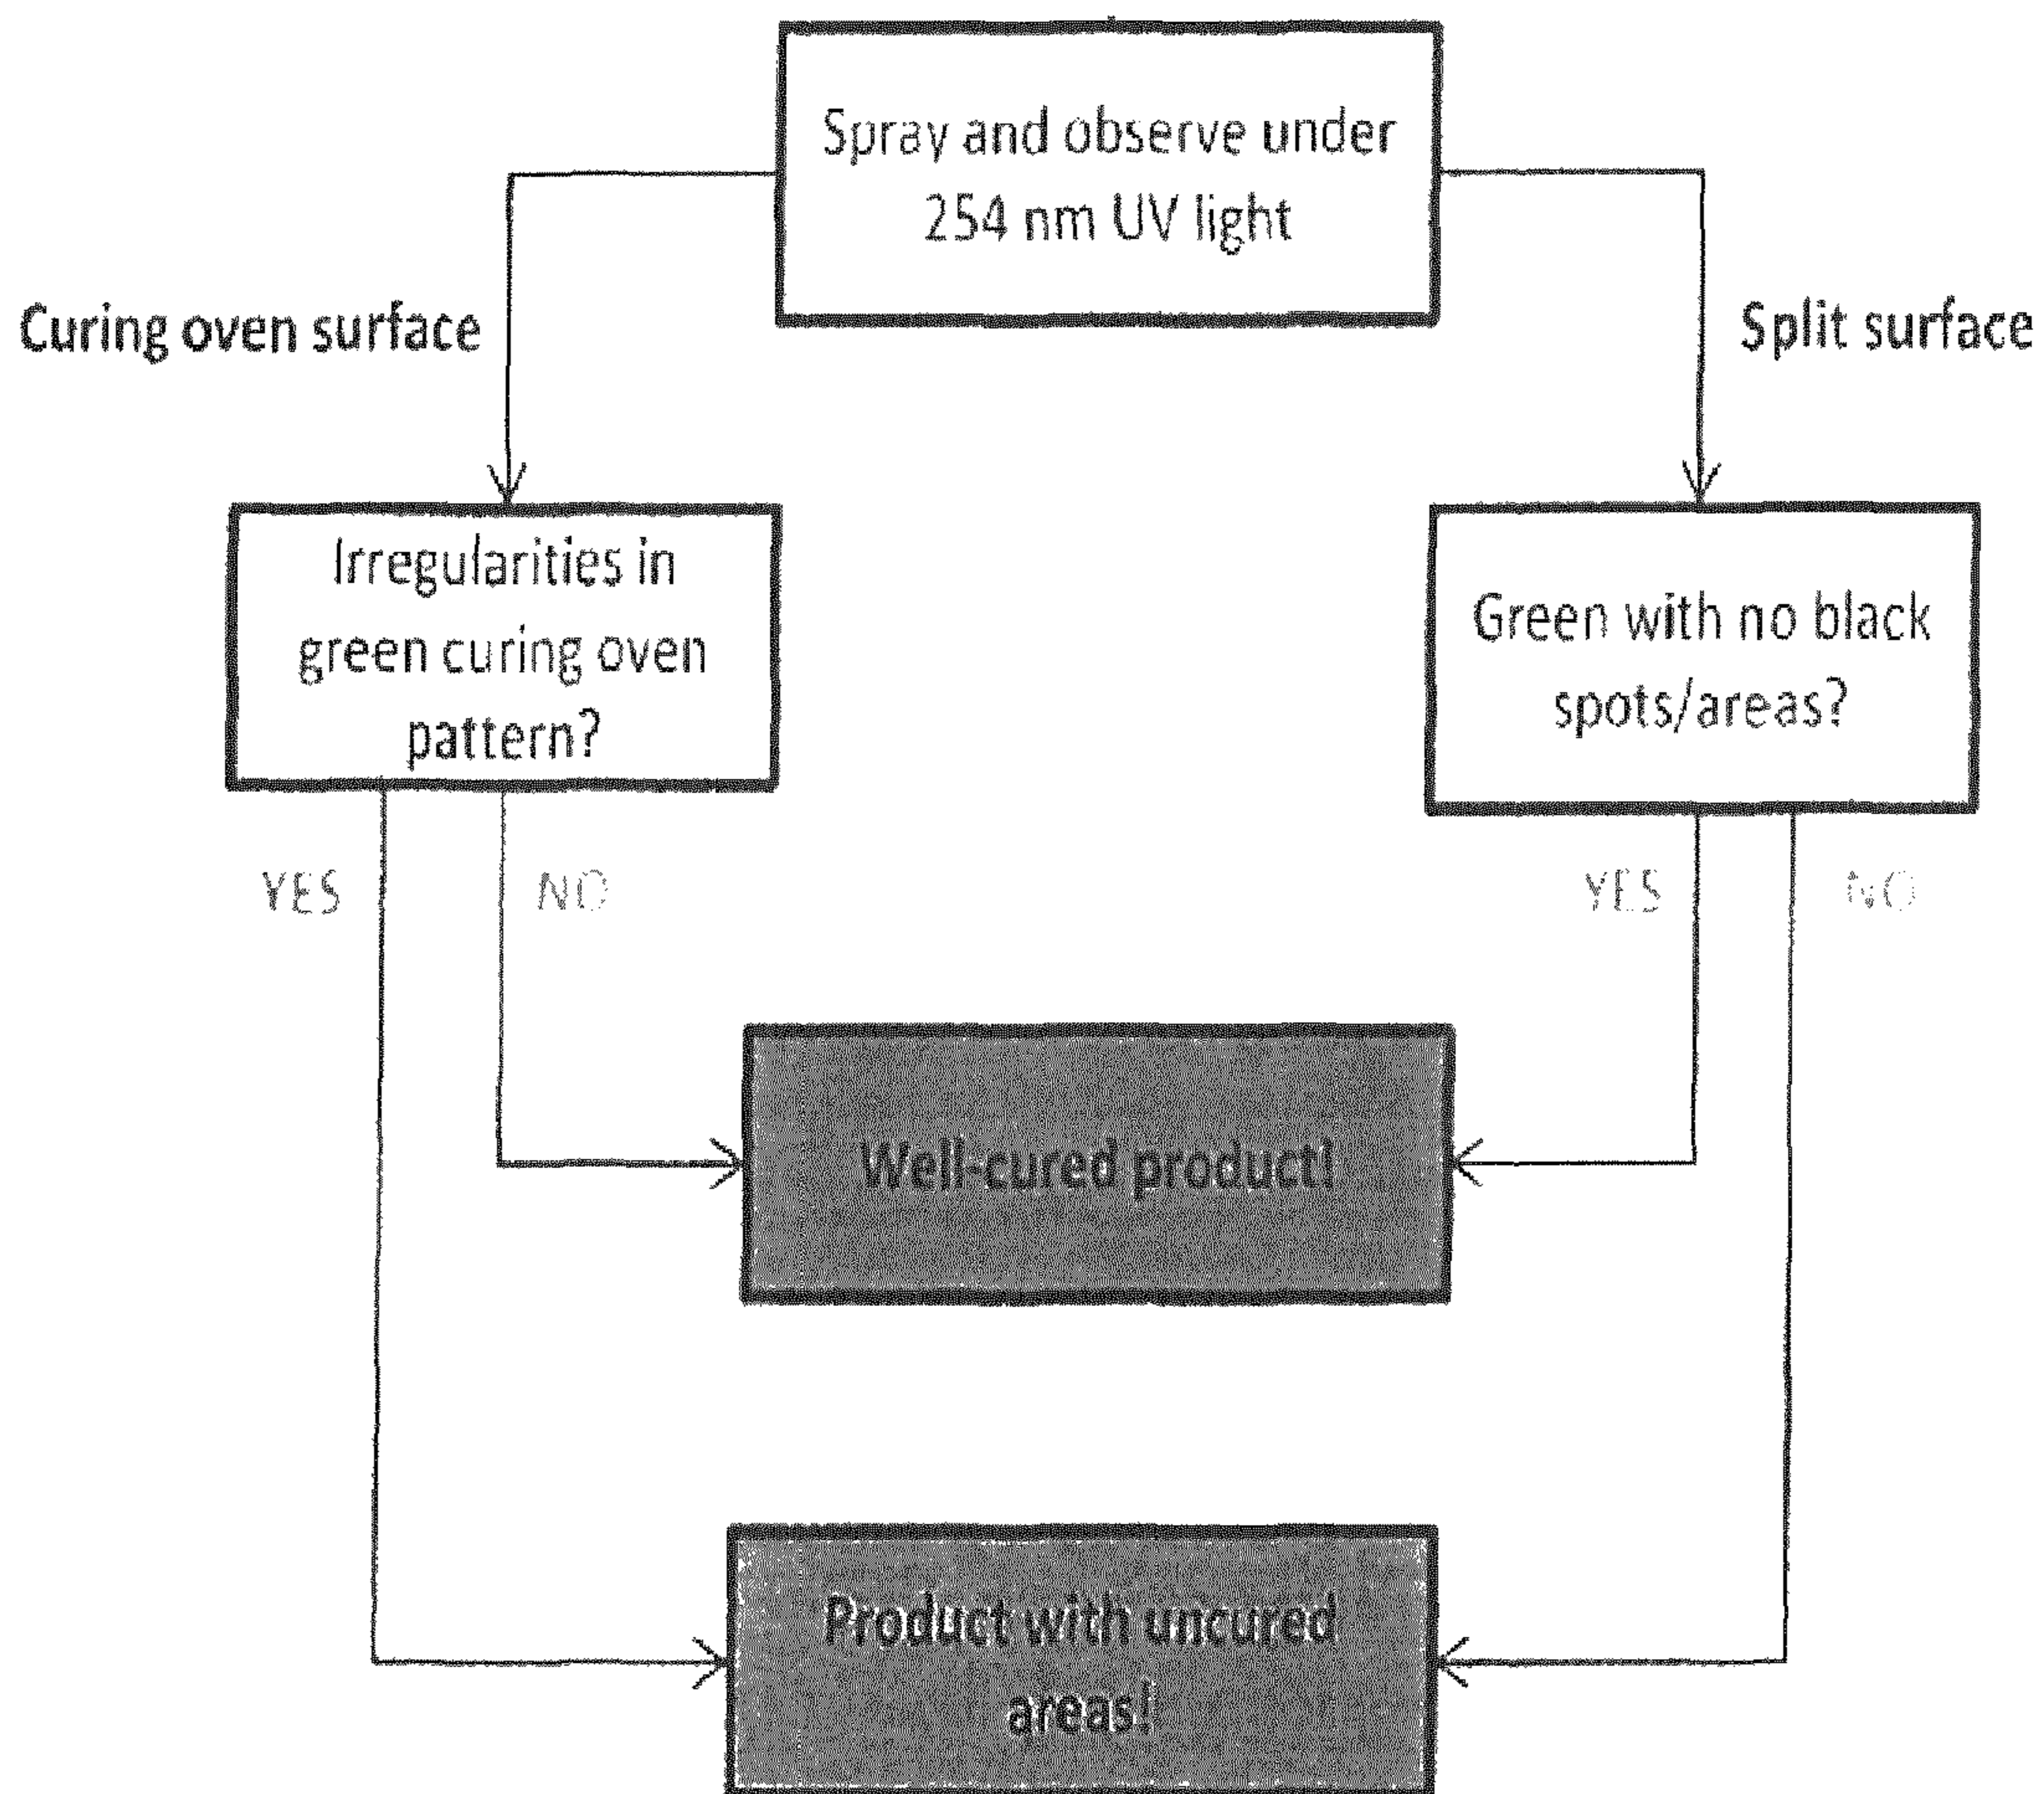 Spray and observe under
254 nm UV light
Curing oven surface
Split surface
Irregularities in
green curing oven
pattern?
Green with no black
spots/areas?
YES
NO
YES
NO
Well-cured product!
Product with uncured
areas!